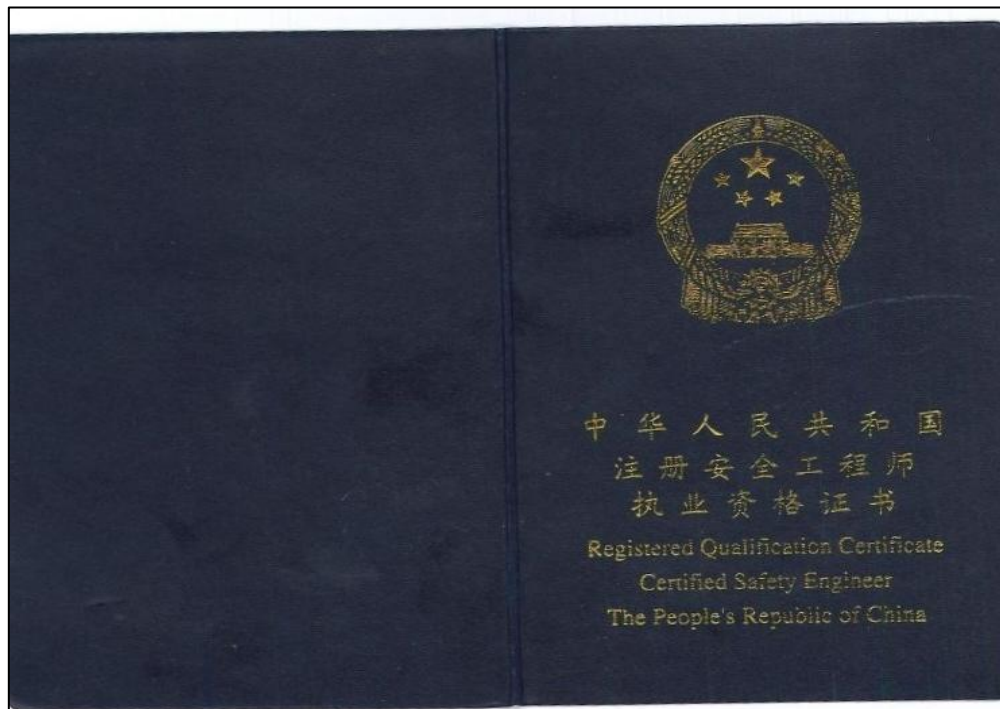 中华人民共和国
注册安全工程师
执业资格证书
Registered Qualification Certificate
Certified Safety Engineer
The People's Republic of China